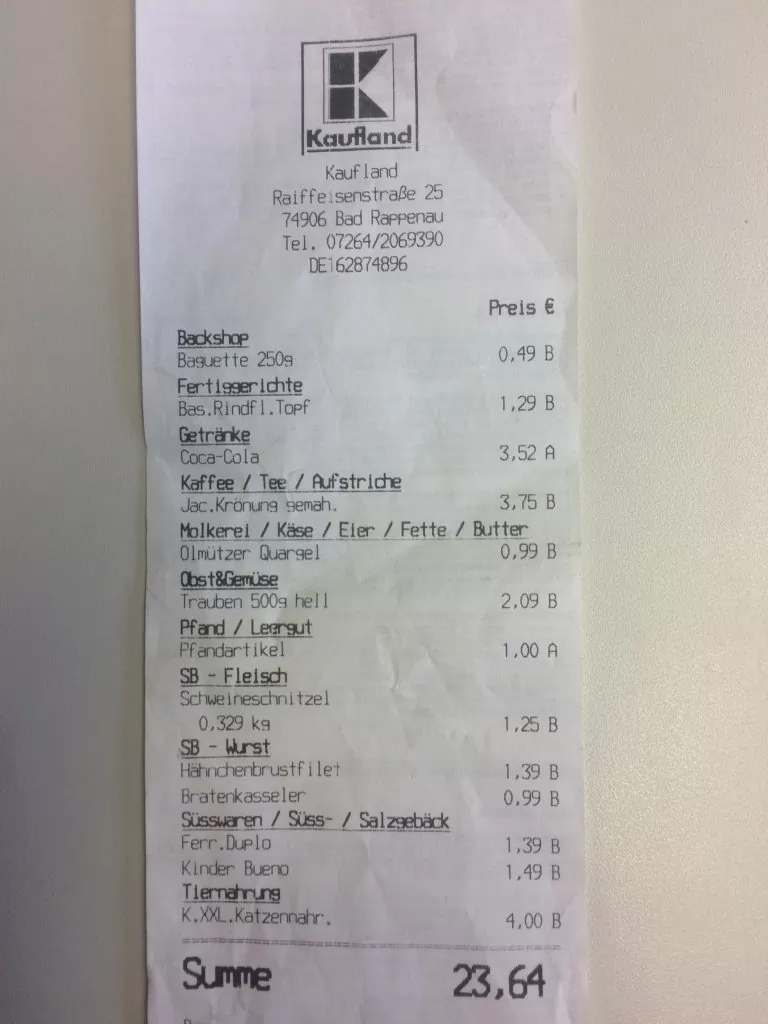 Kaufland
Kaufland
Raiffeisenstraße 25
74906 Bad Rappenau
Tel. 07264/2069390
DE162874896
Preis €
Backshop
Baguette 250g 0,49 B
Fertiggerichte
Bas.Rindfl.Topf 1,29 B
Getränke
Coca-Cola 3,52 A
Kaffee / Tee / Aufstriche
Jac.Krönung gemah. 3,75 B
Molkerei / Käse / Eier / Fette / Butter
Olmützer Quargel 0,99 B
Obst&Gemüse
Trauben 500g hell 2,09 B
Pfand / Leergut
Pfandartikel 1,00 A
SB - Fleisch
Schweineschnitzel
0,329 kg 1,25 B
SB - Wurst
Hähnchenbrustfilet 1,39 B
Bratenkasseler 0,99 B
Süsswaren / Süss- / Salzgebäck
Ferr.Duplo 1,39 B
Kinder Bueno 1,49 B
Tiernahrung
K.XXL.Katzennahr. 4,00 B
Summe 23,64